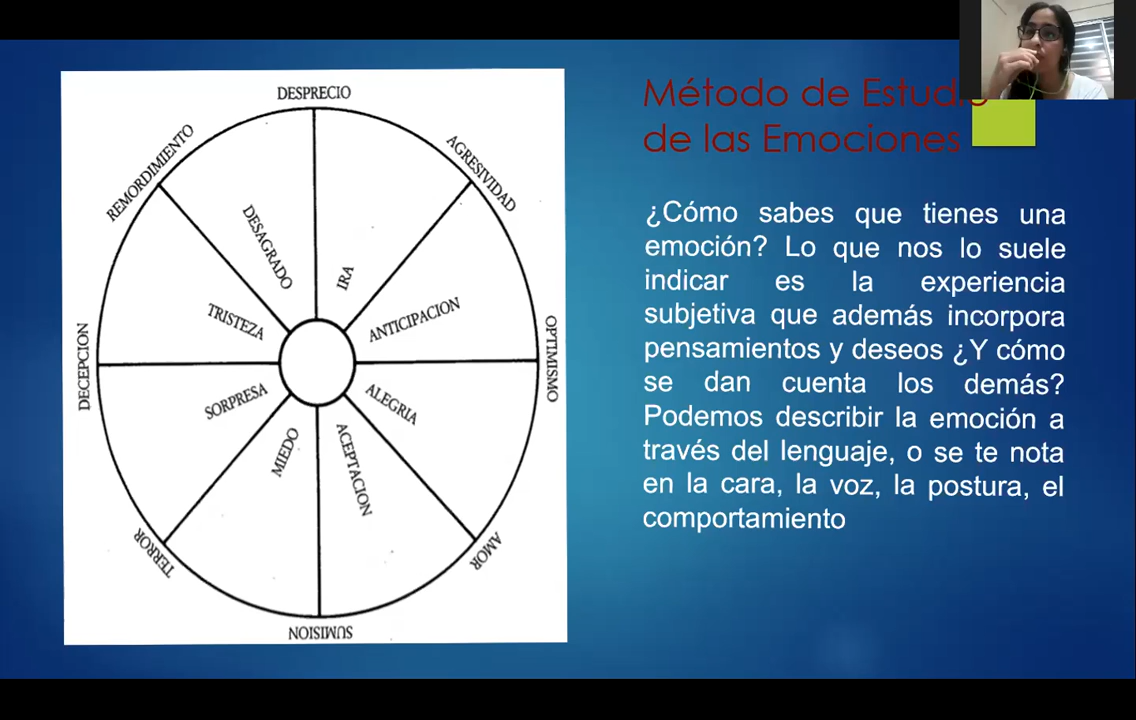 DESPRECIO
REMORDIMIENTO
AGRESIVIDAD
DESAGRADO
IRA
TRISTEZA
ANTICIPACION
DECEPCION
OPTIMISMO
SORPRESA
ALEGRIA
MIEDO
ACEPTACION
TERROR
AMOR
SUMISION
Método de Estudio
de las Emociones
¿Cómo sabes que tienes una
emoción? Lo que nos lo suele
indicar es la experiencia
subjetiva que además incorpora
pensamientos y deseos ¿Y cómo
se dan cuenta los demás?
Podemos describir la emoción a
través del lenguaje, o se te nota
en la cara, la voz, la postura, el
comportamiento